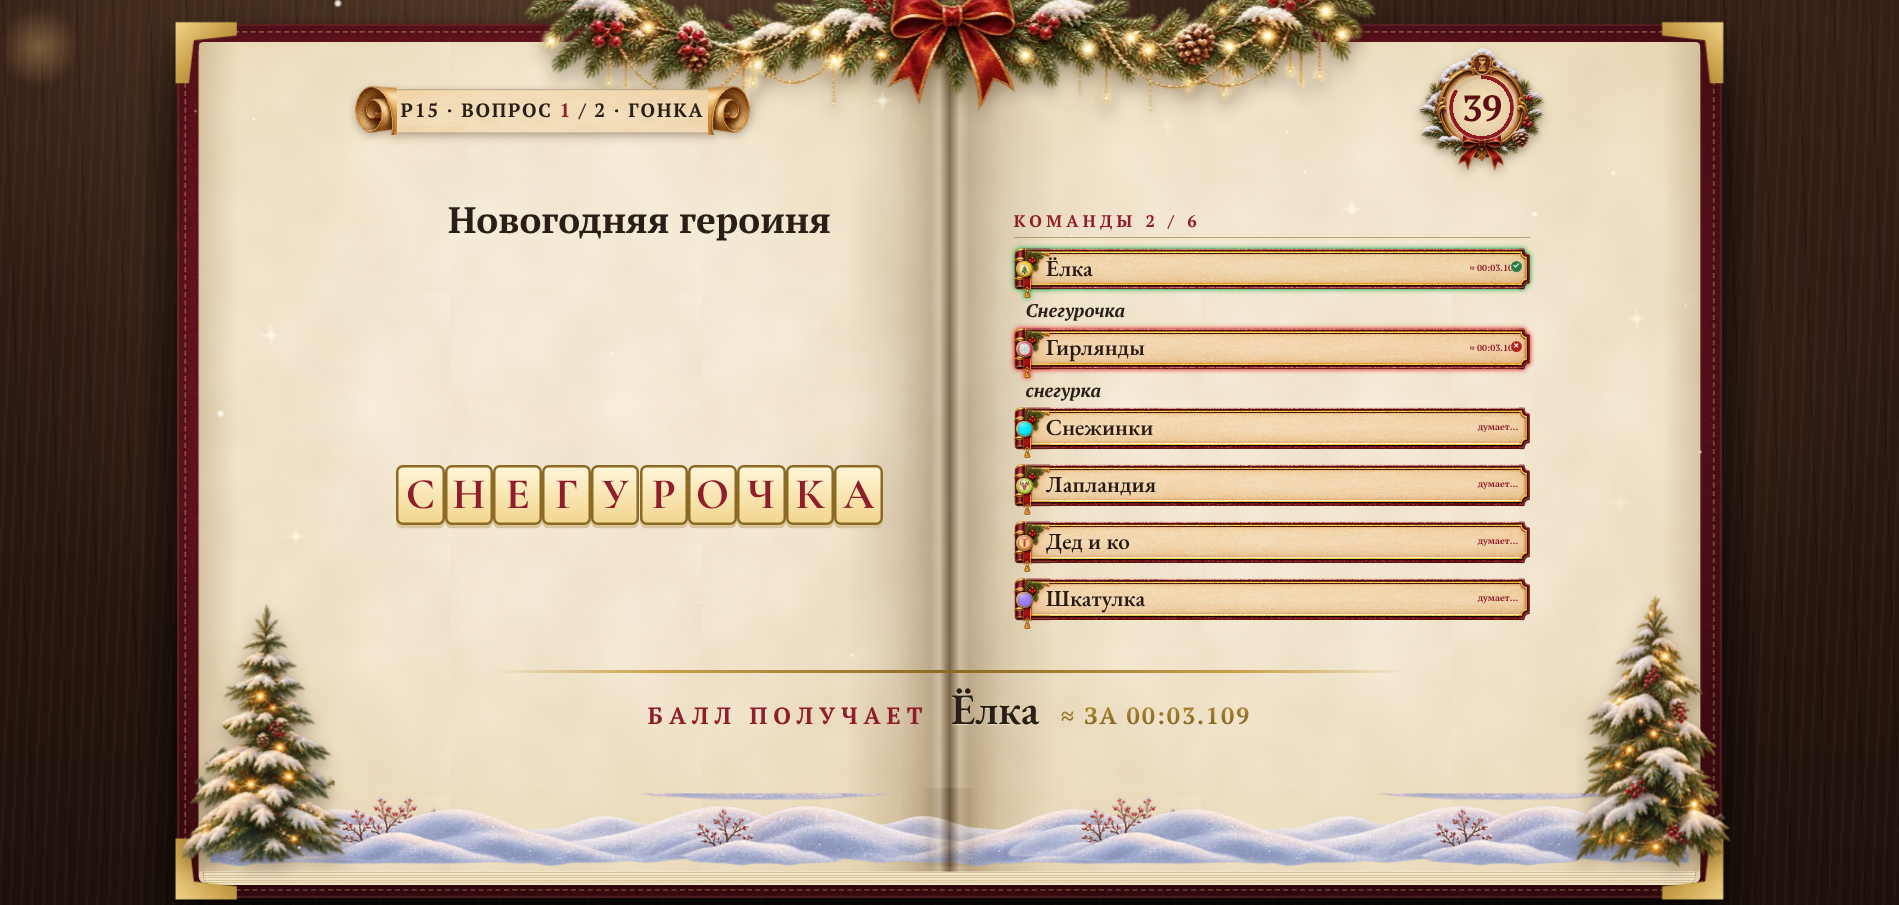 Р15 · ВОПРОС 1 / 2 · ГОНКА
39
Новогодняя героиня
СНЕГУРОЧКА
КОМАНДЫ 2 / 6
Ёлка
≈ 00:03.10
Снегурочка
Гирлянды
≈ 00:03.10
снегурка
Снежинки
думает...
Лапландия
думает...
Дед и ко
думает...
Шкатулка
думает...
БАЛЛ ПОЛУЧАЕТ Ёлка ≈ ЗА 00:03.109